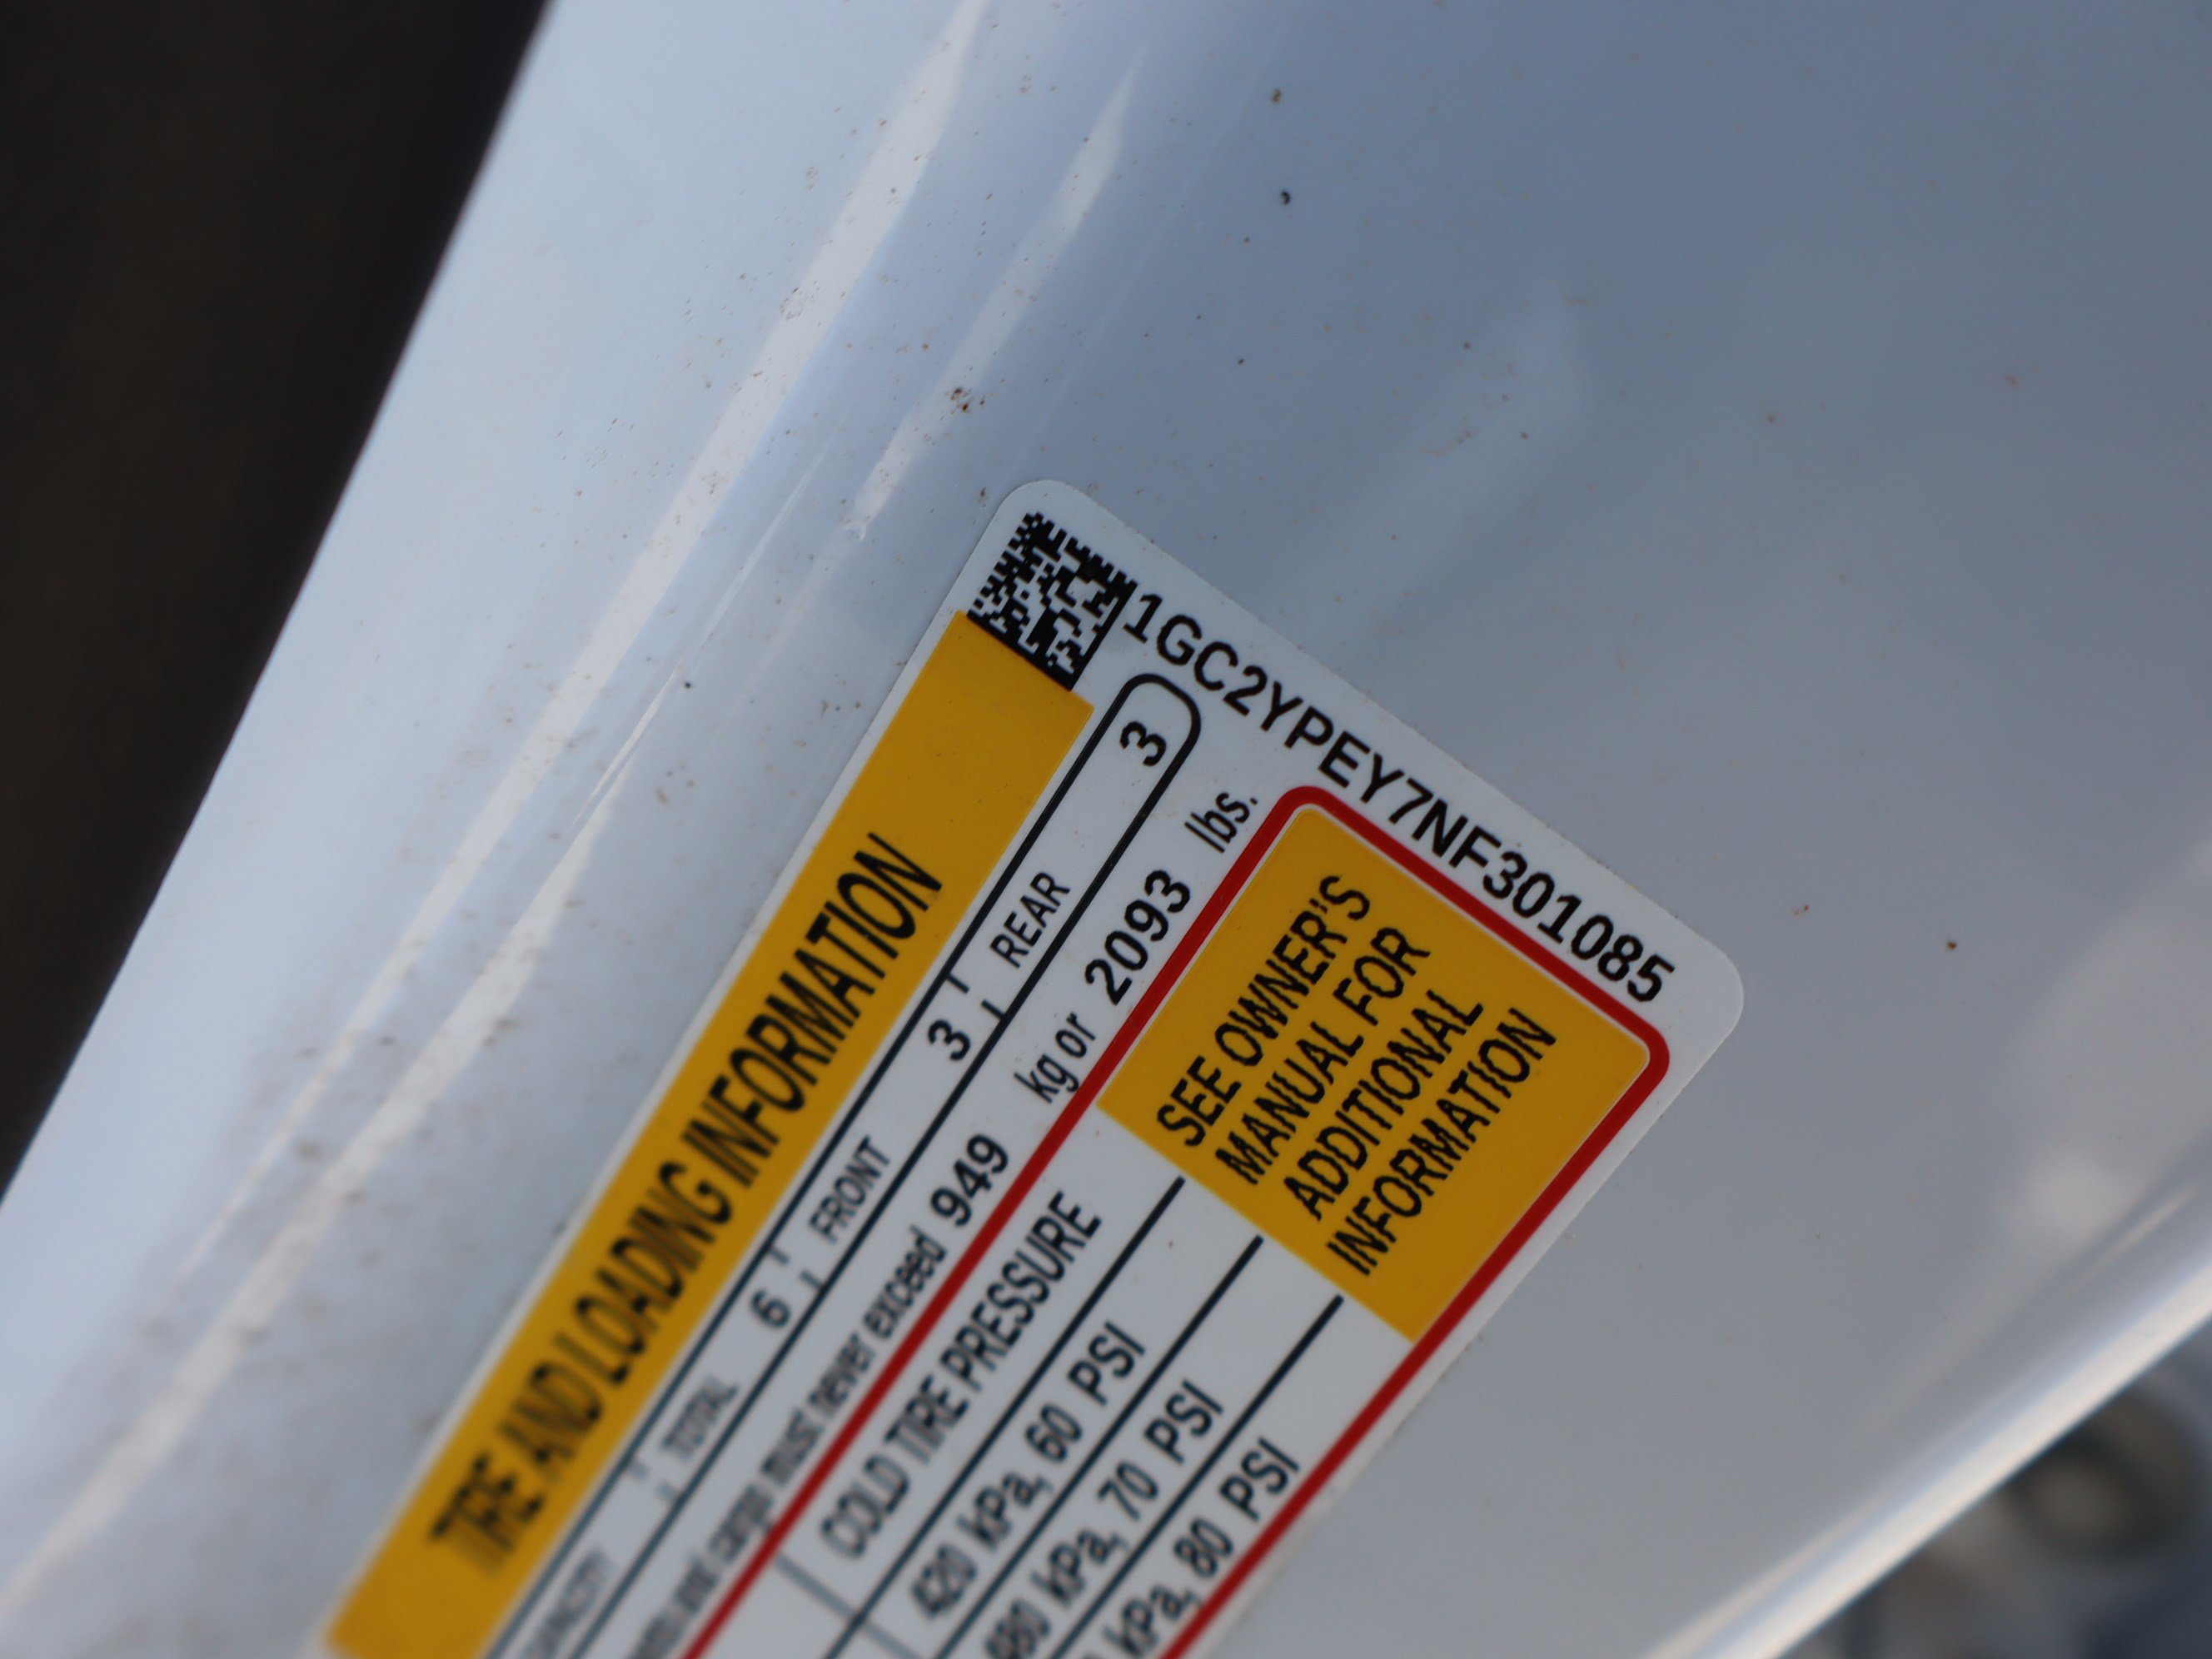 1GC2YPEY7NF301085
TIRE AND LOADING INFORMATION
TOTAL 6 FRONT 3 REAR 3
must never exceed 949 kg or 2093 lbs.
COLD TIRE PRESSURE
420 kPa, 60 PSI
480 kPa, 70 PSI
kPa, 80 PSI
SEE OWNER'S
MANUAL FOR
ADDITIONAL
INFORMATION